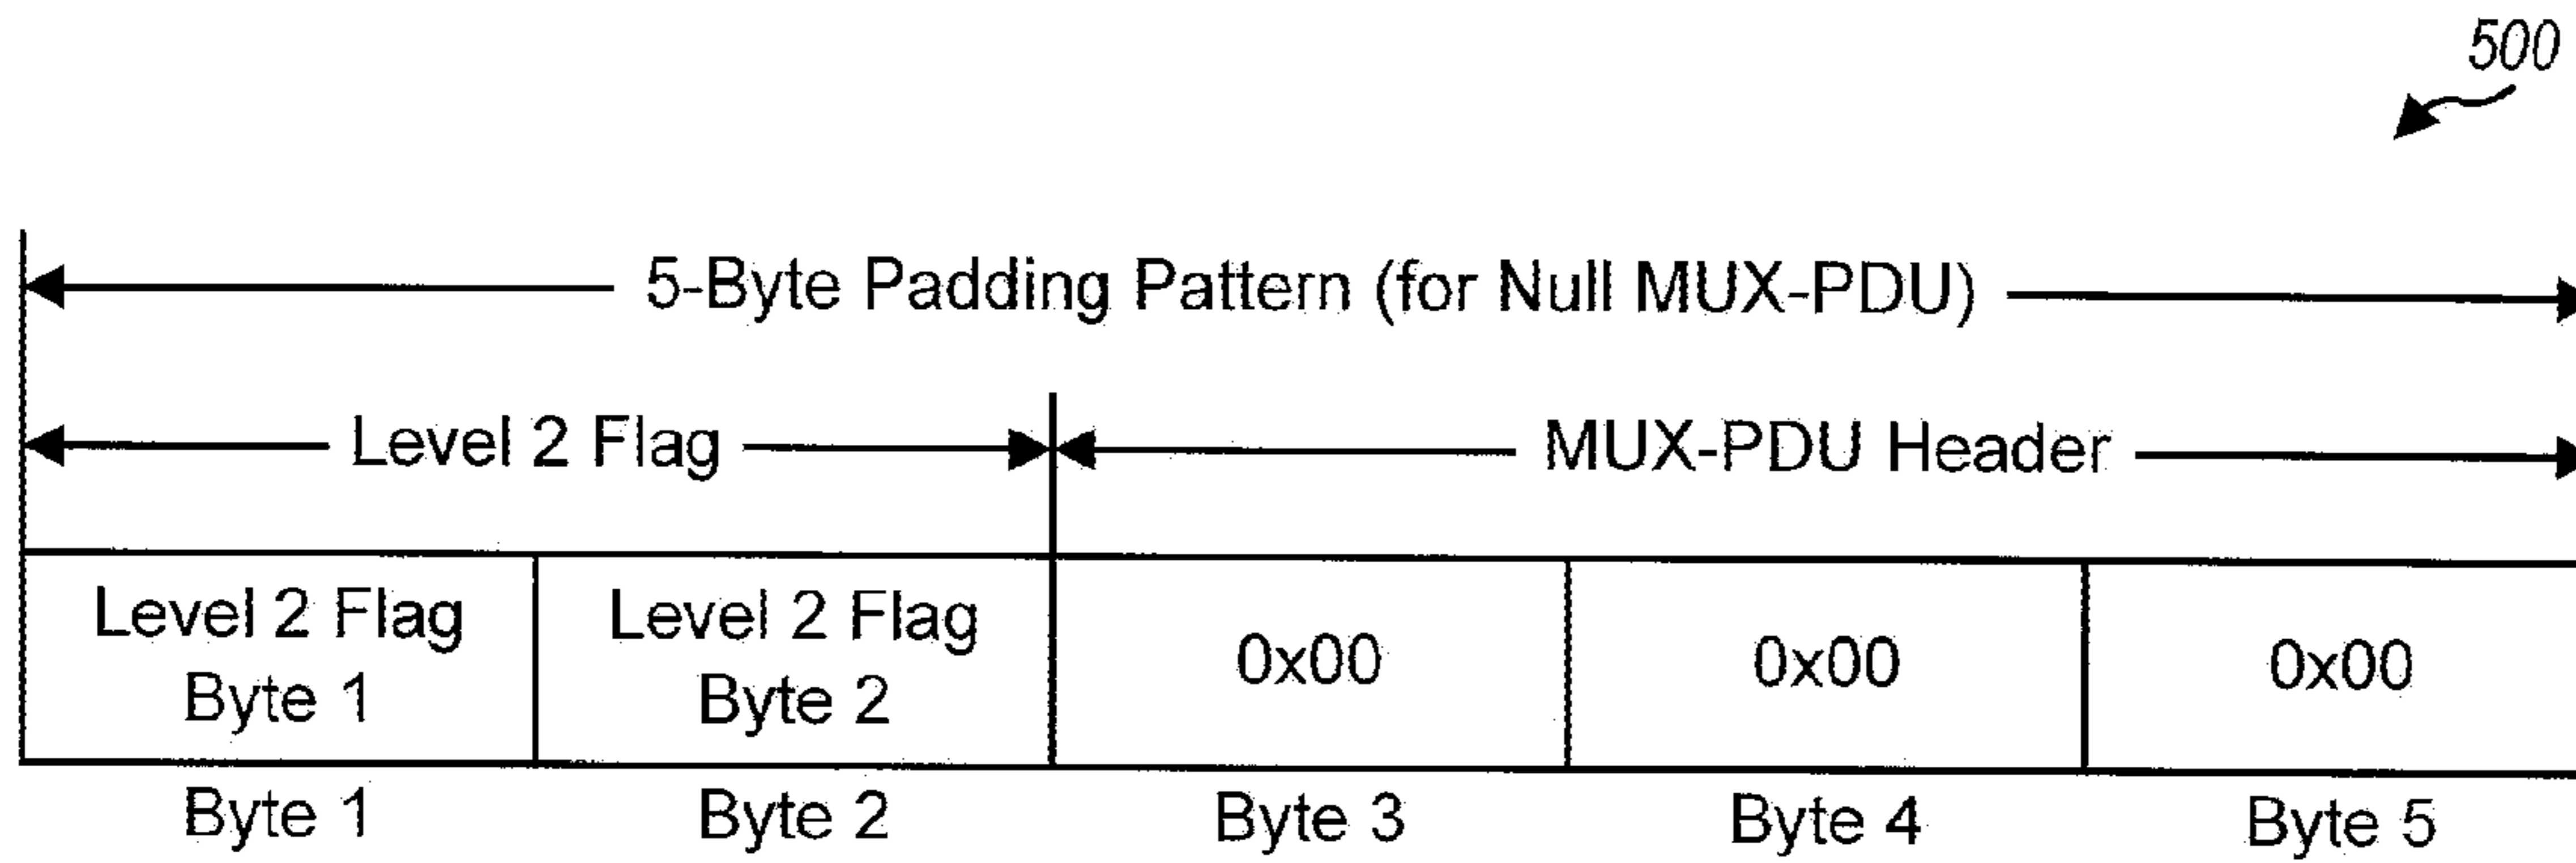 500
5-Byte Padding Pattern (for Null MUX-PDU)
Level 2 Flag
MUX-PDU Header
Level 2 Flag
Byte 1
Level 2 Flag
Byte 2
0x00
0x00
0x00
Byte 1
Byte 2
Byte 3
Byte 4
Byte 5